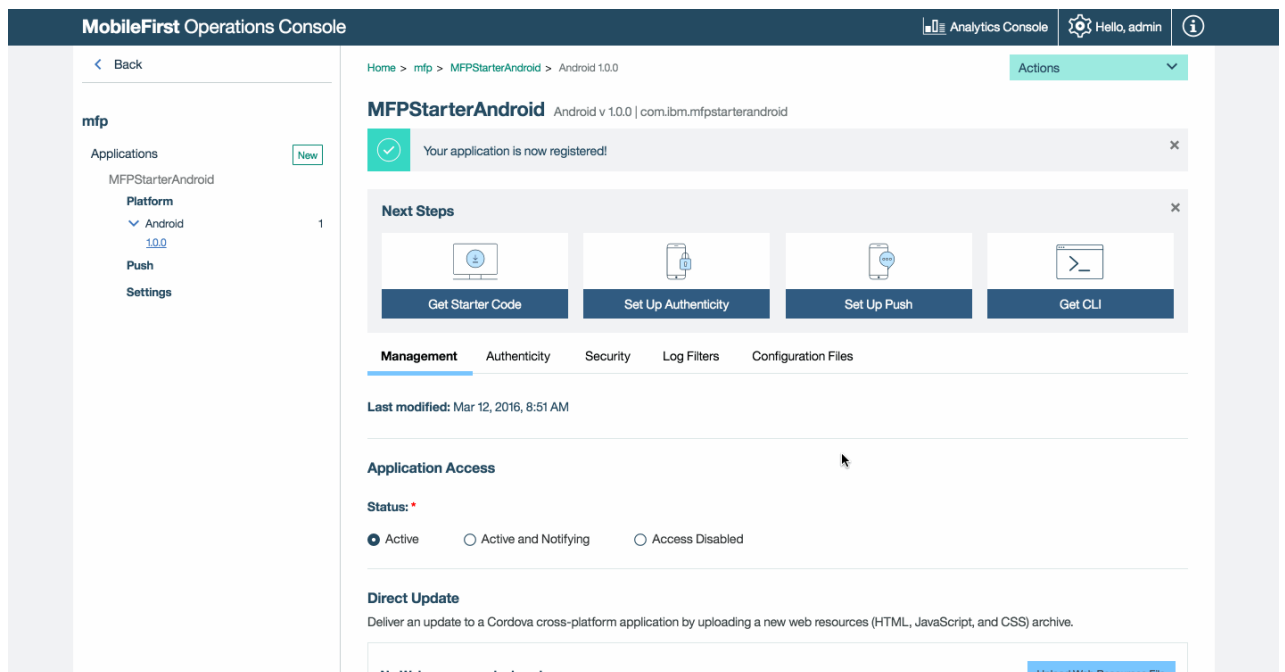 MobileFirst Operations Console
Analytics Console
Hello, admin
Back
mfp
Applications
New
MFPStarterAndroid
Platform
Android
1
1.0.0
Push
Settings
Home > mfp > MFPStarterAndroid > Android 1.0.0
Actions
MFPStarterAndroid Android v 1.0.0 | com.ibm.mfpstarterandroid
Your application is now registered!
Next Steps
Get Starter Code
Set Up Authenticity
Set Up Push
Get CLI
Management Authenticity Security Log Filters Configuration Files
Last modified: Mar 12, 2016, 8:51 AM
Application Access
Status: *
Active Active and Notifying Access Disabled
Direct Update
Deliver an update to a Cordova cross-platform application by uploading a new web resources (HTML, JavaScript, and CSS) archive.